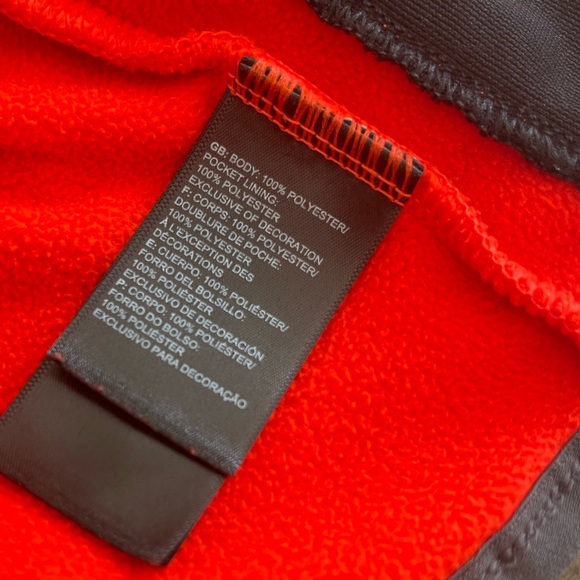 GB: BODY: 100% POLYESTER/
POCKET LINING:
100% POLYESTER
EXCLUSIVE OF DECORATION
F: CORPS: 100% POLYESTER/
DOUBLURE DE POCHE:
100% POLYESTER
À L'EXCEPTION DES
DÉCORATIONS
E: CUERPO: 100% POLIÉSTER/
FORRO DEL BOLSILLO:
100% POLIÉSTER
EXCLUSIVO DE DECORACIÓN
P: CORPO: 100% POLIÉSTER/
FORRO DO BOLSO:
100% POLIÉSTER
EXCLUSIVO PARA DECORAÇÃO